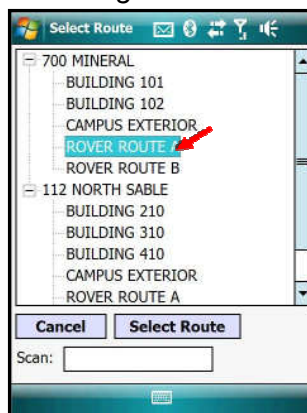 Select Route
700 MINERAL
BUILDING 101
BUILDING 102
CAMPUS EXTERIOR
ROVER ROUTE A
ROVER ROUTE B
112 NORTH SABLE
BUILDING 210
BUILDING 310
BUILDING 410
CAMPUS EXTERIOR
ROVER ROUTE A
Cancel Select Route
Scan: